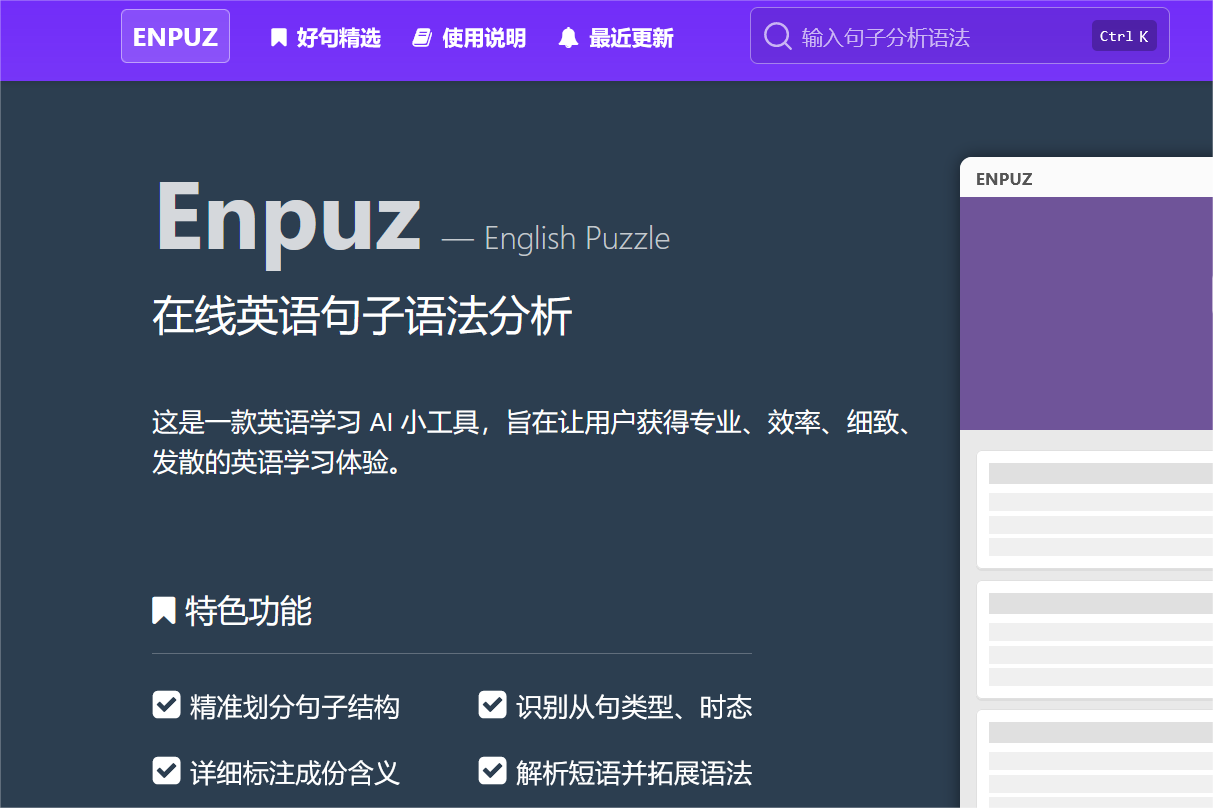 ENPUZ 好句精选 使用说明 最近更新 输入句子分析语法 Ctrl K
Enpuz — English Puzzle
ENPUZ
在线英语句子语法分析
这是一款英语学习 AI 小工具，旨在让用户获得专业、效率、细致、
发散的英语学习体验。
特色功能
精准划分句子结构 识别从句类型、时态
详细标注成份含义 解析短语并拓展语法